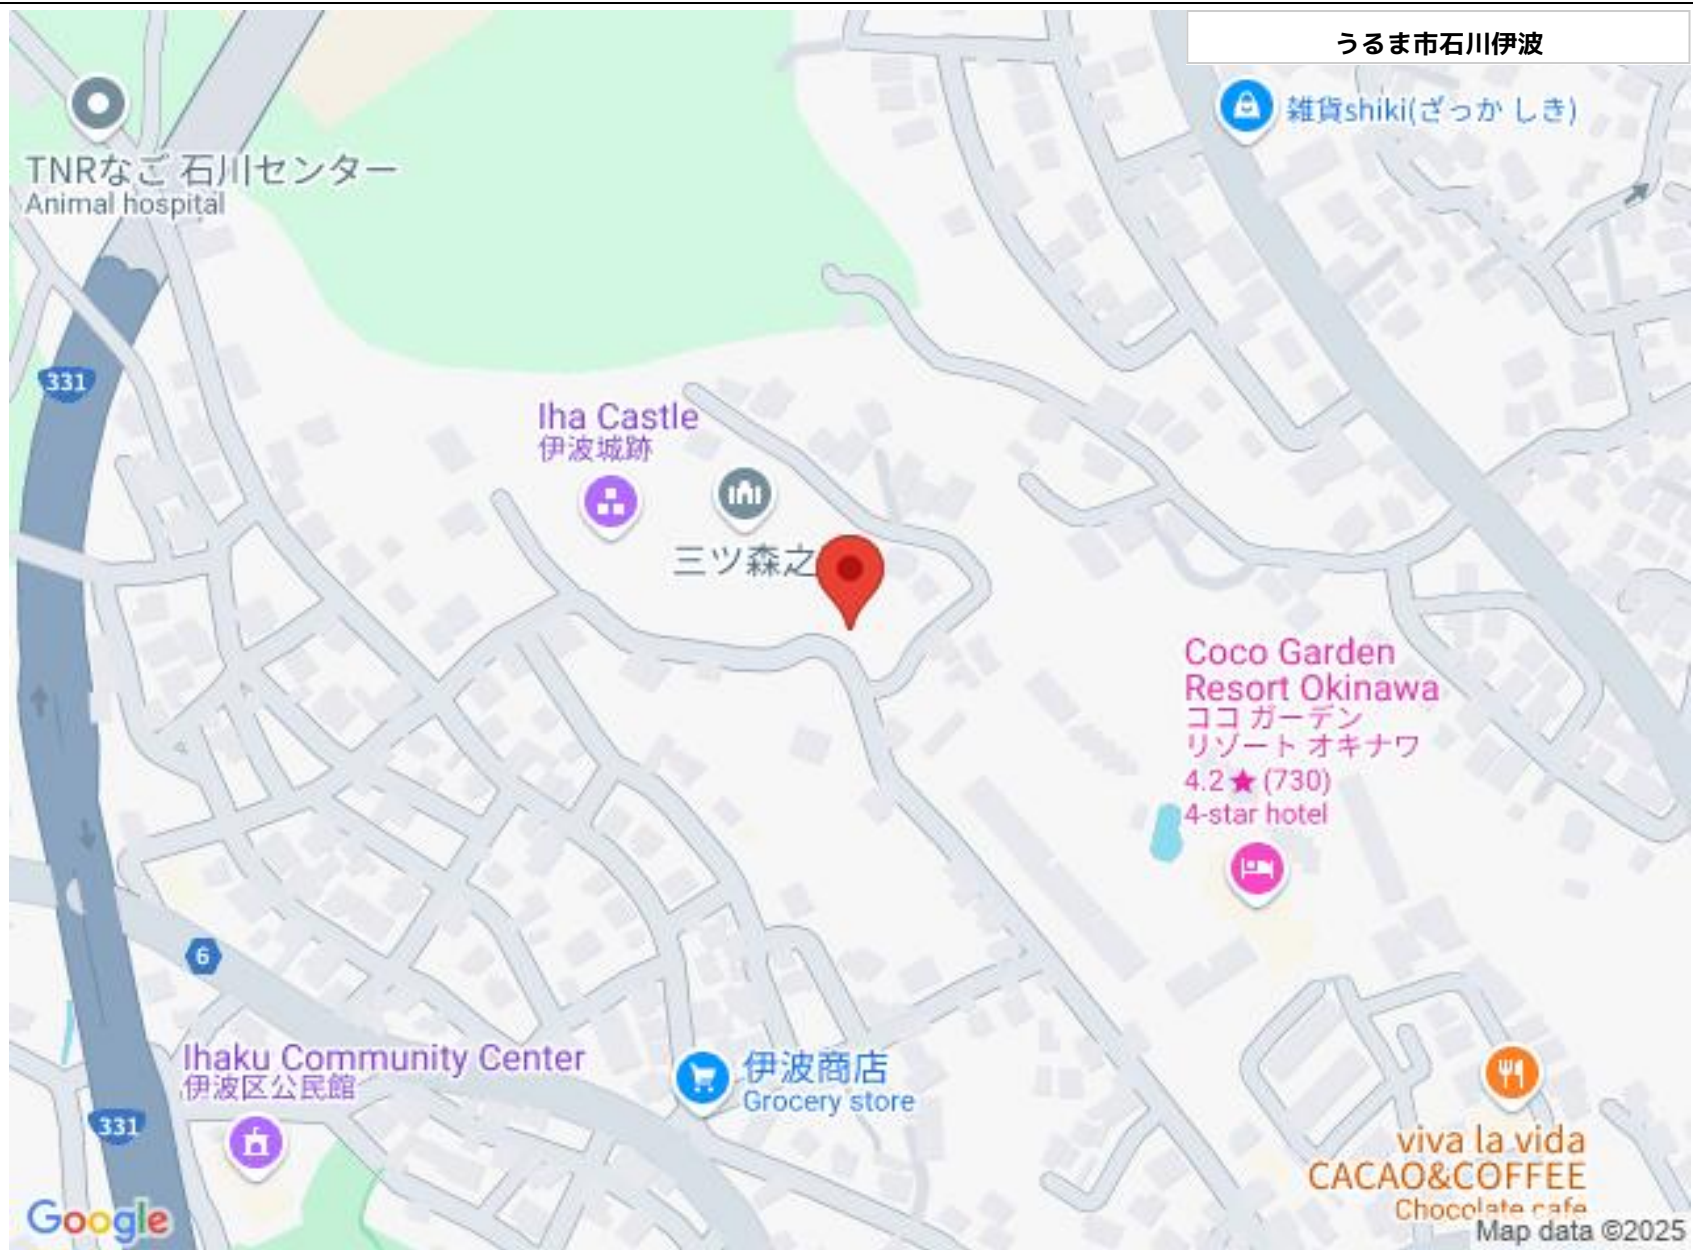 うるま市石川伊波
雑貨shiki(ざっか しき)
TNRなご 石川センター
Animal hospital
331
Iha Castle
伊波城跡
三ツ森之
Coco Garden
Resort Okinawa
ココ ガーデン
リゾート オキナワ
4.2★ (730)
4-star hotel
6
Ihaku Community Center
伊波区公民館
伊波商店
Grocery store
331
viva la vida
CACAO&COFFEE
Chocolate cafe
Google
Map data ©2025